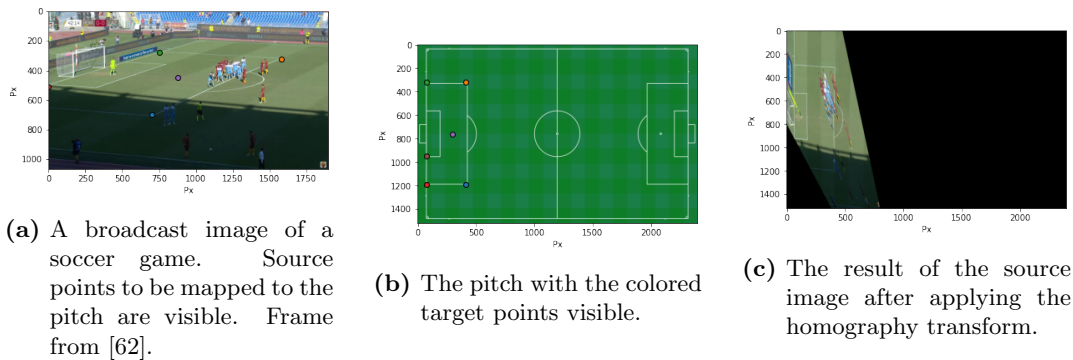 0
200
400
600
800
1000
Px
0
250
500
750
1000
1250
1500
1750
Px
(a) A broadcast image of a
soccer game. Source
points to be mapped to the
pitch are visible. Frame
from [62].
0
200
400
600
800
1000
1200
1400
Px
0
500
1000
1500
2000
Px
(b) The pitch with the colored
target points visible.
0
200
400
600
800
1000
1200
1400
Px
0
500
1000
1500
2000
Px
(c) The result of the source
image after applying the
homography transform.